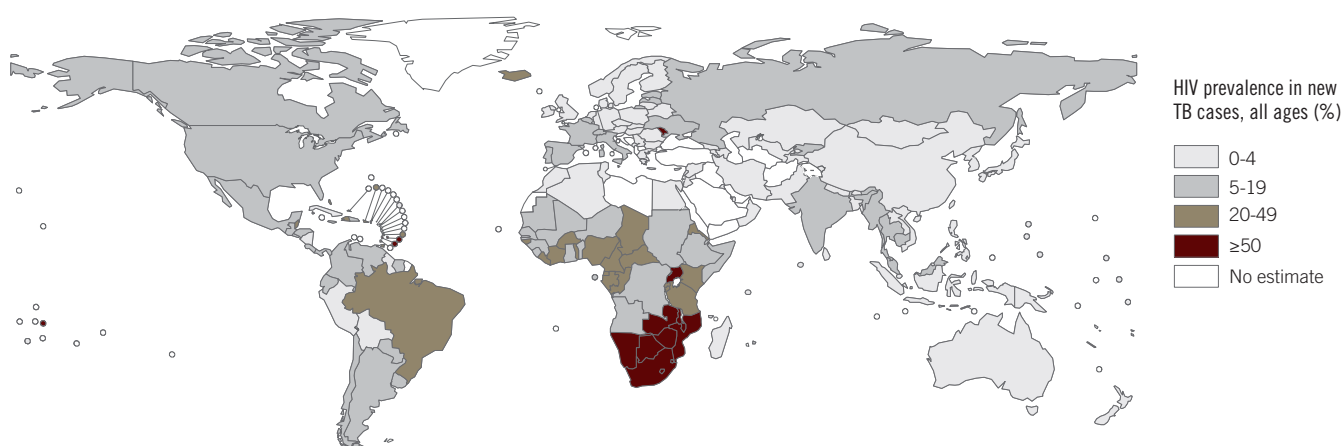 HIV prevalence in new
TB cases, all ages (%)
0-4
5-19
20-49
≥50
No estimate